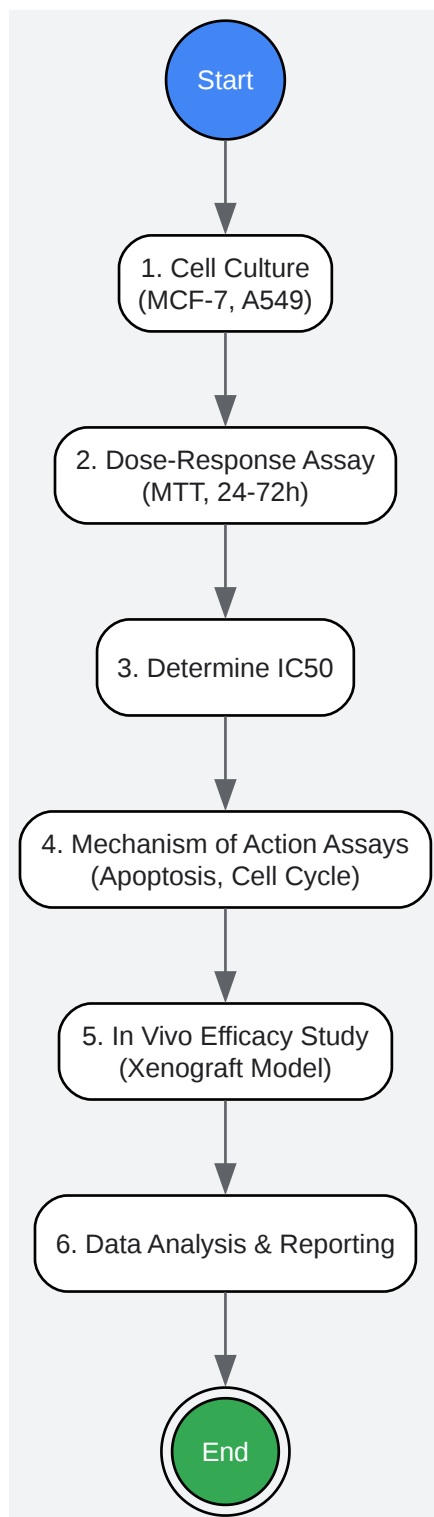 Start
1. Cell Culture
(MCF-7, A549)
2. Dose-Response Assay
(MTT, 24-72h)
3. Determine IC50
4. Mechanism of Action Assays
(Apoptosis, Cell Cycle)
5. In Vivo Efficacy Study
(Xenograft Model)
6. Data Analysis & Reporting
End